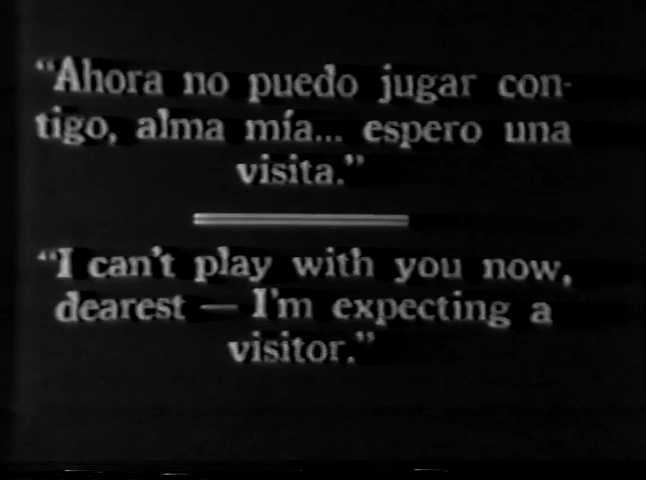 “Ahora no puedo jugar con-
tigo, alma mía... espero una
visita.”
“I can't play with you now,
dearest — I'm expecting a
visitor.”